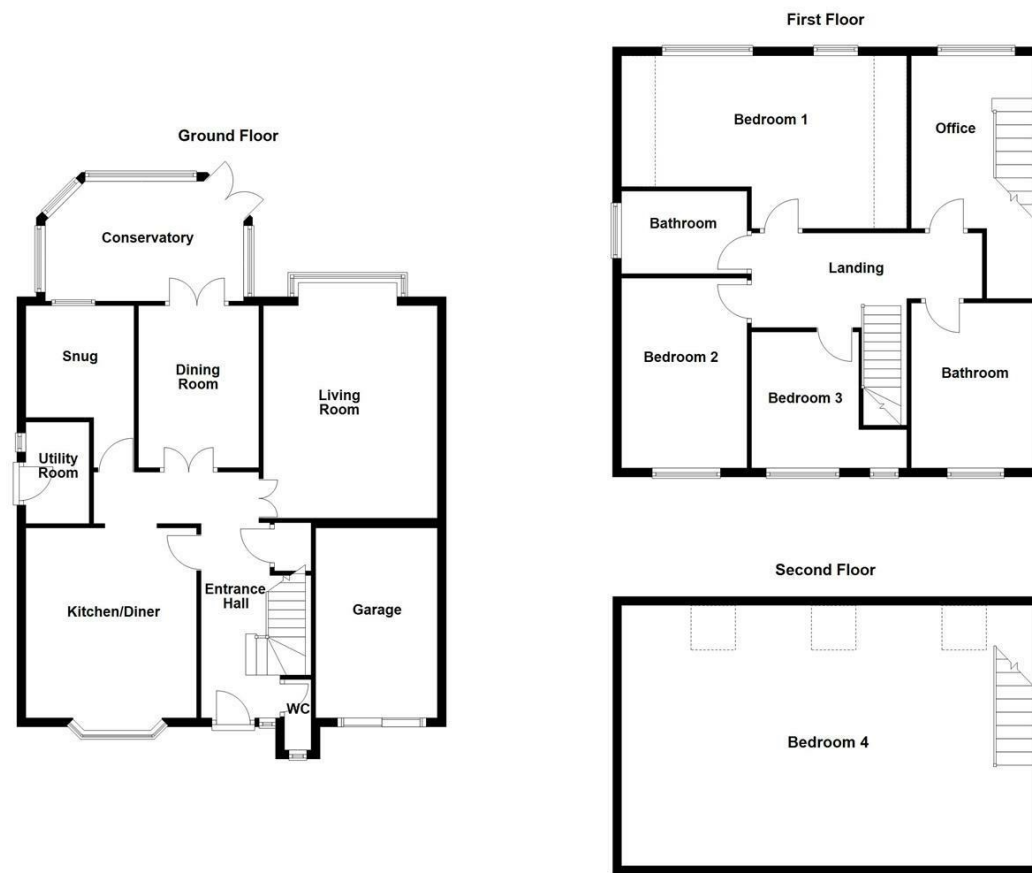 Ground Floor
Conservatory
Snug
Dining
Room
Living
Room
Utility
Room
Kitchen/Diner
Entrance
Hall
Garage
WC
First Floor
Bedroom 1
Office
Bathroom
Landing
Bedroom 2
Bedroom 3
Bathroom
Second Floor
Bedroom 4